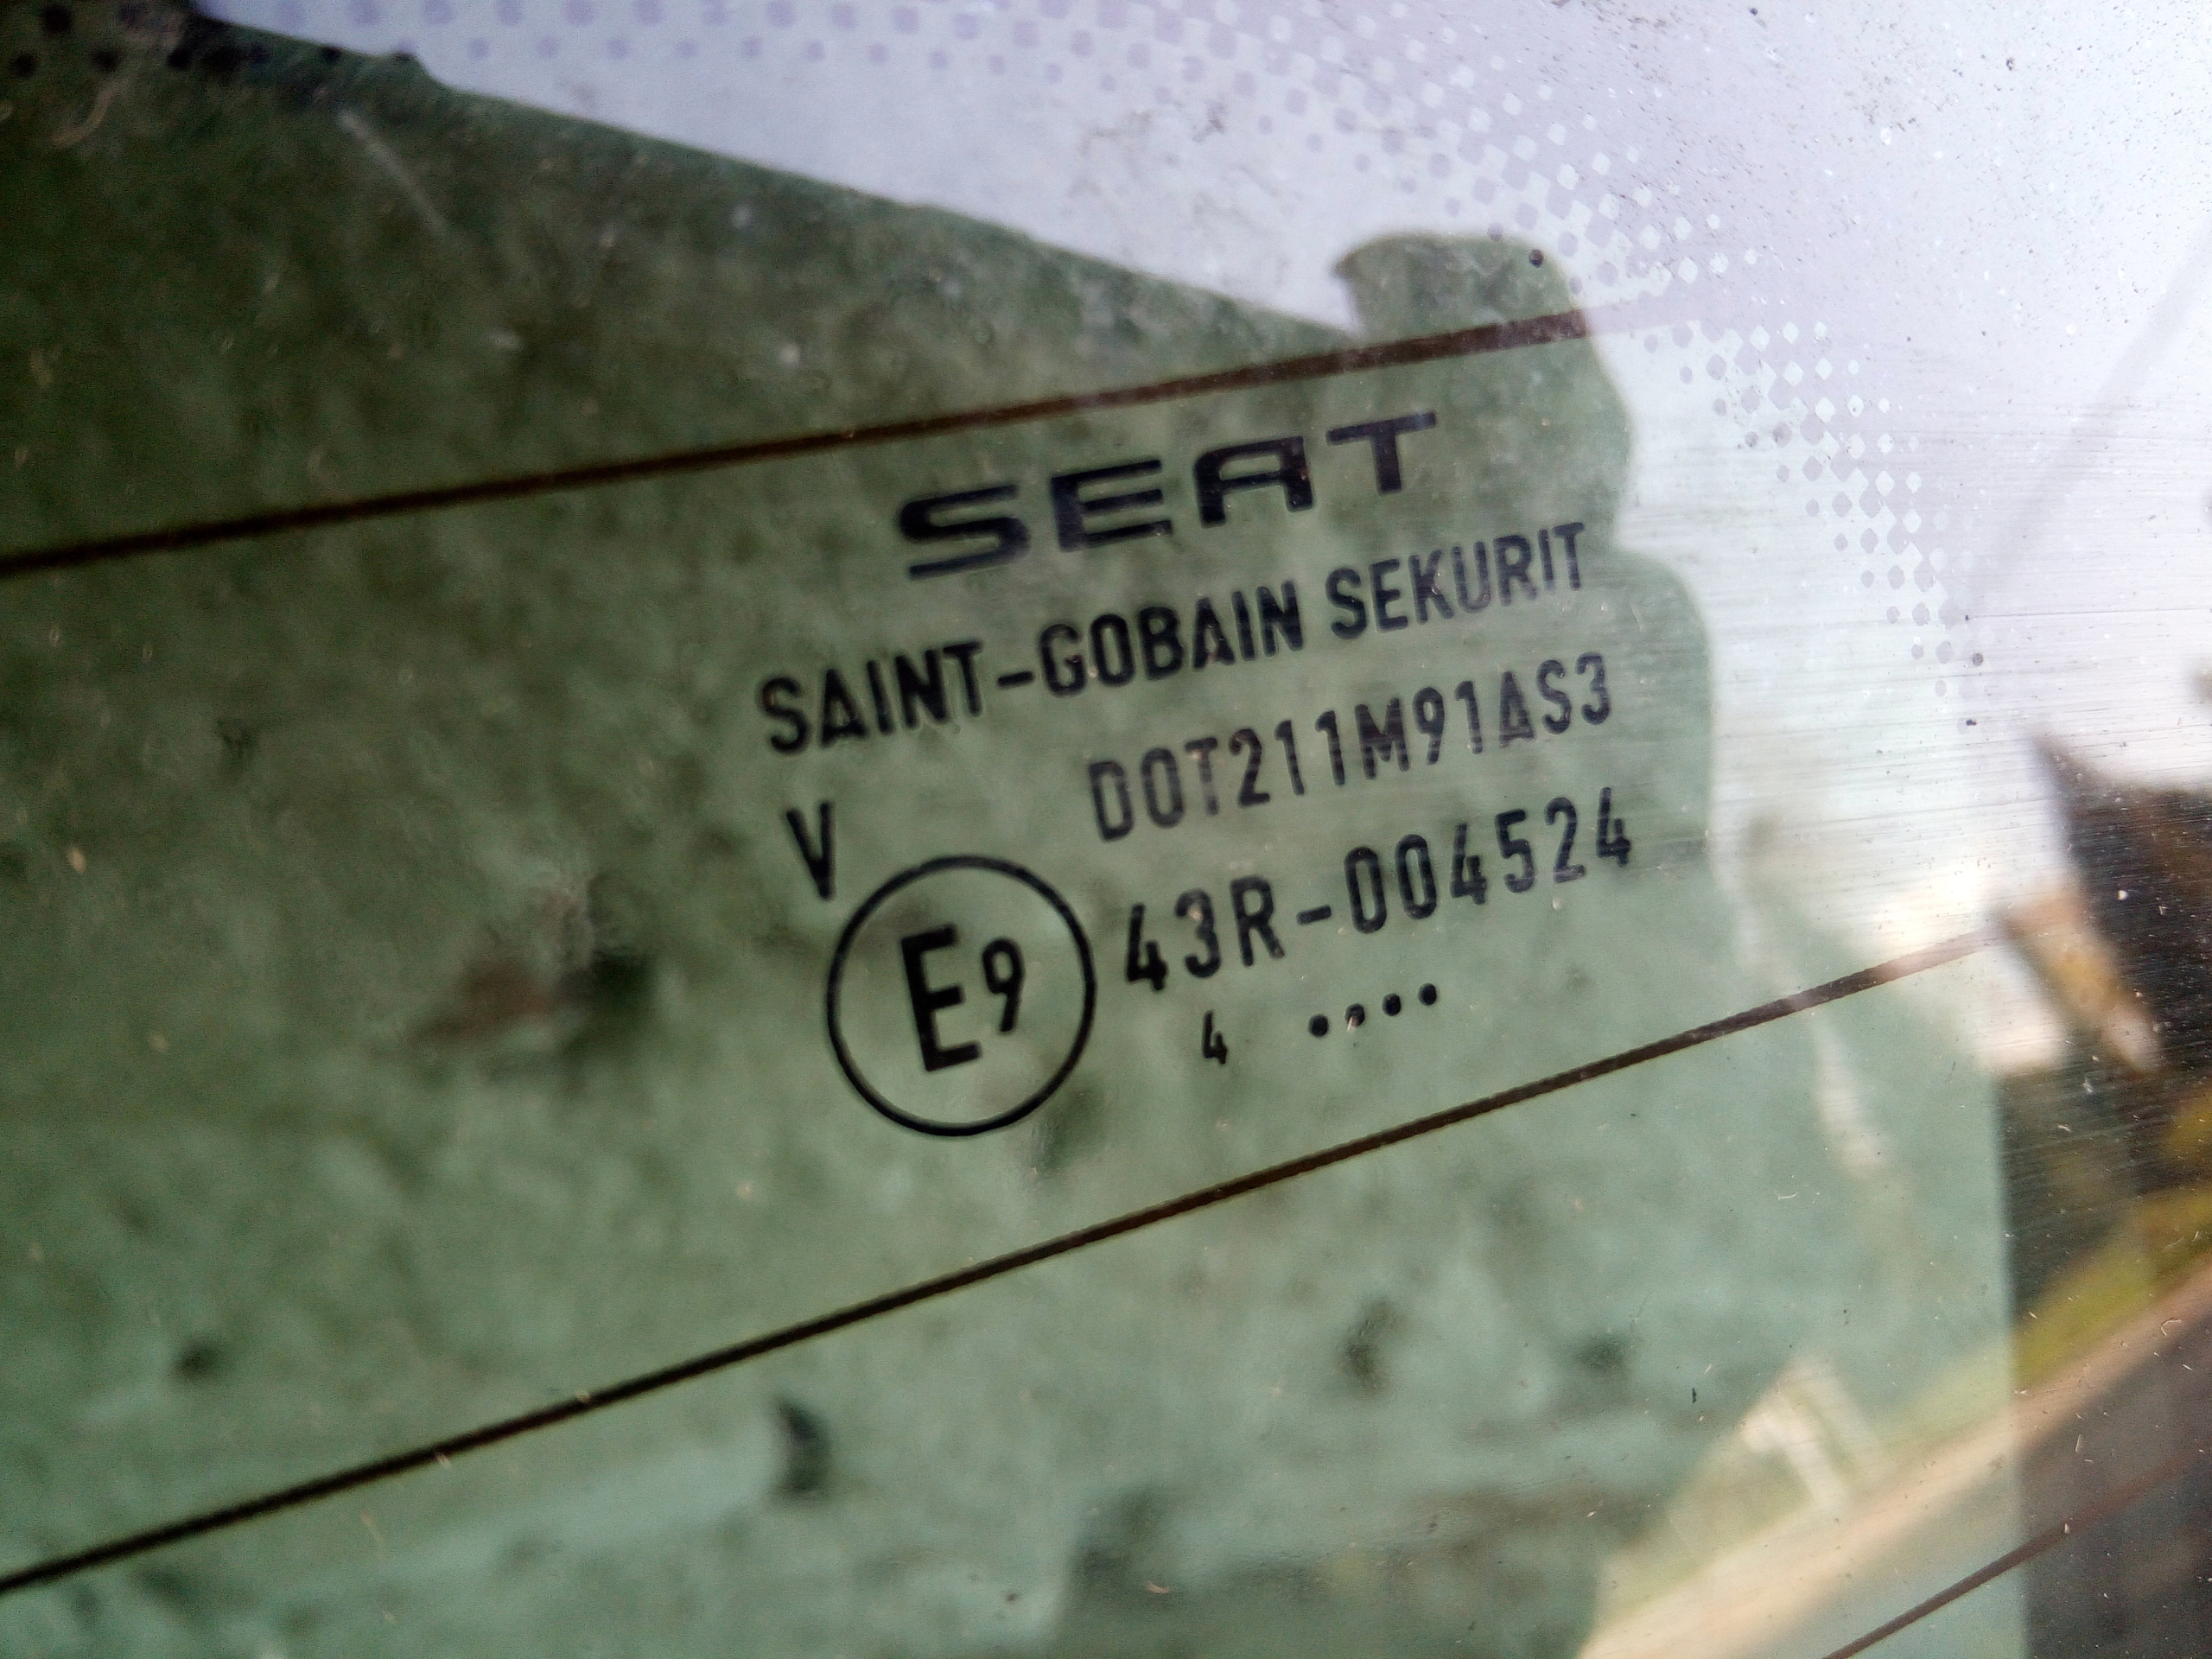 SEAT
SAINT-GOBAIN SEKURIT
V DOT211M91AS3
E9 43R-004524
4 ····